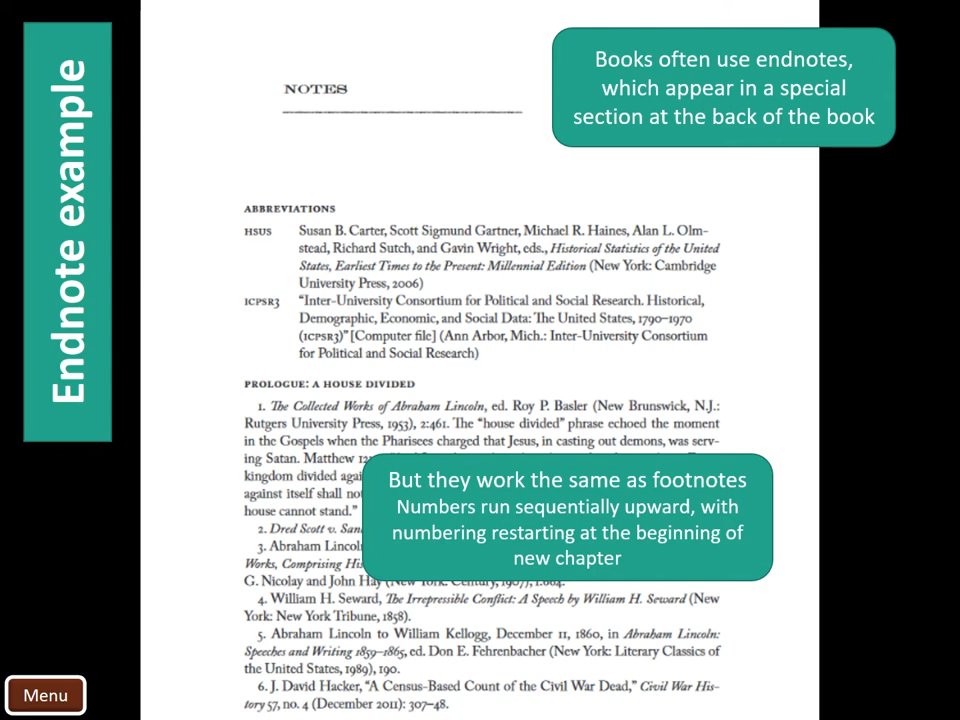 Endnote example
Books often use endnotes,
which appear in a special
section at the back of the book
NOTES
ABBREVIATIONS
HSUS Susan B. Carter, Scott Sigmund Gartner, Michael R. Haines, Alan L. Olm-
stead, Richard Sutch, and Gavin Wright, eds., Historical Statistics of the United
States, Earliest Times to the Present: Millennial Edition (New York: Cambridge
University Press, 2006)
ICPSR3 “Inter-University Consortium for Political and Social Research. Historical,
Demographic, Economic, and Social Data: The United States, 1790–1970
(ICPSR3)” [Computer file] (Ann Arbor, Mich.: Inter-University Consortium
for Political and Social Research)
PROLOGUE: A HOUSE DIVIDED
1. The Collected Works of Abraham Lincoln, ed. Roy P. Basler (New Brunswick, N.J.:
Rutgers University Press, 1953), 2:461. The “house divided” phrase echoed the moment
in the Gospels when the Pharisees charged that Jesus, in casting out demons, was serv-
ing Satan. Matthew
kingdom divided
against itself shall
house cannot stand.”
2. Dred Scott v.
3. Abraham
Works, Comprising
G. Nicolay and John Hay (New York: Century,
But they work the same as footnotes
Numbers run sequentially upward, with
numbering restarting at the beginning of
new chapter
4. William H. Seward, The Irrepressible Conflict: A Speech by William H. Seward (New
York: New York Tribune, 1858).
5. Abraham Lincoln to William Kellogg, December 11, 1860, in Abraham Lincoln:
Speeches and Writing 1859–1865, ed. Don E. Fehrenbacher (New York: Literary Classics of
the United States, 1989), 190.
6. J. David Hacker, “A Census-Based Count of the Civil War Dead,” Civil War His-
tory 57, no. 4 (December 2011): 307–48.
Menu